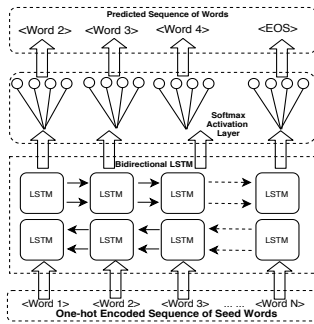 Predicted Sequence of Words
<Word 2> <Word 3> <Word 4> <EOS>
Softmax
Activation
Layer
Bidirectional LSTM
LSTM LSTM LSTM LSTM
LSTM LSTM LSTM LSTM
<Word 1> <Word 2> <Word 3> ... ... <Word N>
One-hot Encoded Sequence of Seed Words